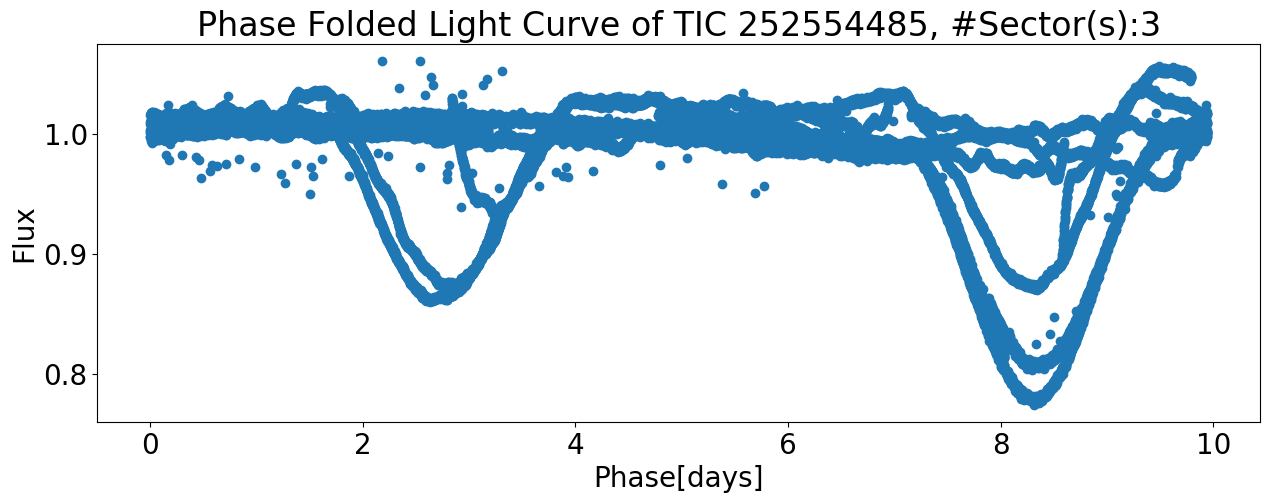 Phase Folded Light Curve of TIC 252554485, #Sector(s):3
Flux
1.0
0.9
0.8
0 2 4 6 8 10
Phase[days]